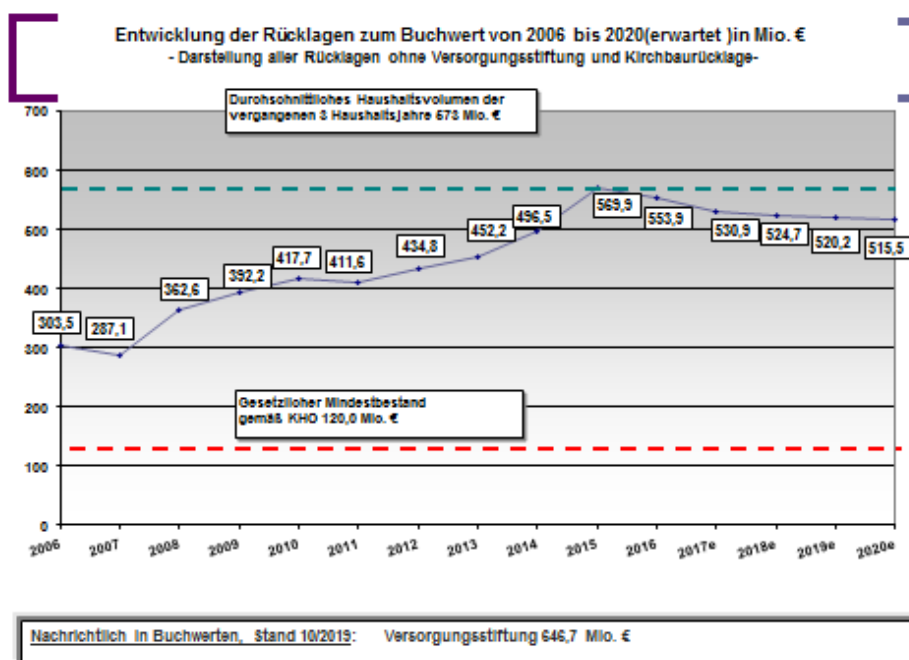 Entwicklung der Rücklagen zum Buchwert von 2006 bis 2020(erwartet )in Mio. €
- Darstellung aller Rücklagen ohne Versorgungsstiftung und Kirchbaurücklage-
Durchschnittliches Haushaltsvolumen der
vergangenen 3 Haushaltsjahre 573 Mio. €
700
600
500
400
300
200
100
0
303,5
287,1
362,6
392,2
417,7
411,6
434,8
452,2
496,5
569,9
553,9
530,9
524,7
520,2
515,5
Gesetzlicher Mindestbestand
gemäß KHO 120,0 Mio. €
2006 2007 2008 2009 2010 2011 2012 2013 2014 2015 2016 2017e 2018e 2019e 2020e
Nachrichtlich in Buchwerten, Stand 10/2019: Versorgungsstiftung 646,7 Mio. €